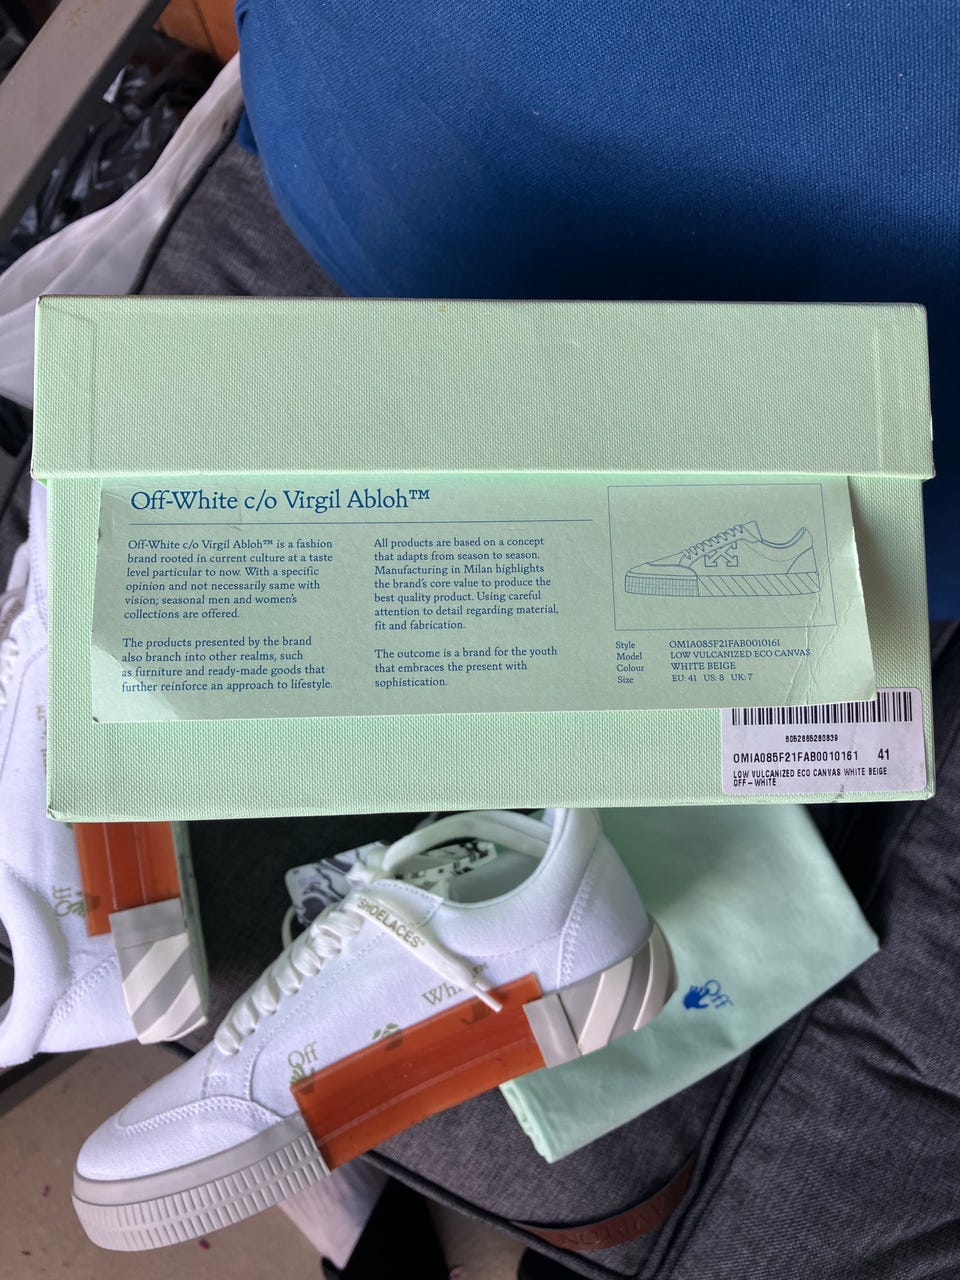 Off-White c/o Virgil Abloh™
Off-White c/o Virgil Abloh™ is a fashion
brand rooted in current culture at a taste
level particular to now. With a specific
opinion and not necessarily same with
vision; seasonal men and women's
collections are offered.
The products presented by the brand
also branch into other realms, such
as furniture and ready-made goods that
further reinforce an approach to lifestyle.
All products are based on a concept
that adapts from season to season.
Manufacturing in Milan highlights
the brand's core value to produce the
best quality product. Using careful
attention to detail regarding material,
fit and fabrication.
The outcome is a brand for the youth
that embraces the present with
sophistication.
Style OMIA085F21FAB0010161
Model LOW VULCANIZED ECO CANVAS
Colour WHITE BEIGE
Size EU: 41 US: 8 UK: 7
8052865280839
OMIA085F21FAB0010161 41
LOW VULCANIZED ECO CANVAS WHITE BEIGE
OFF-WHITE
"SHOELACES"
Off
Off
Off